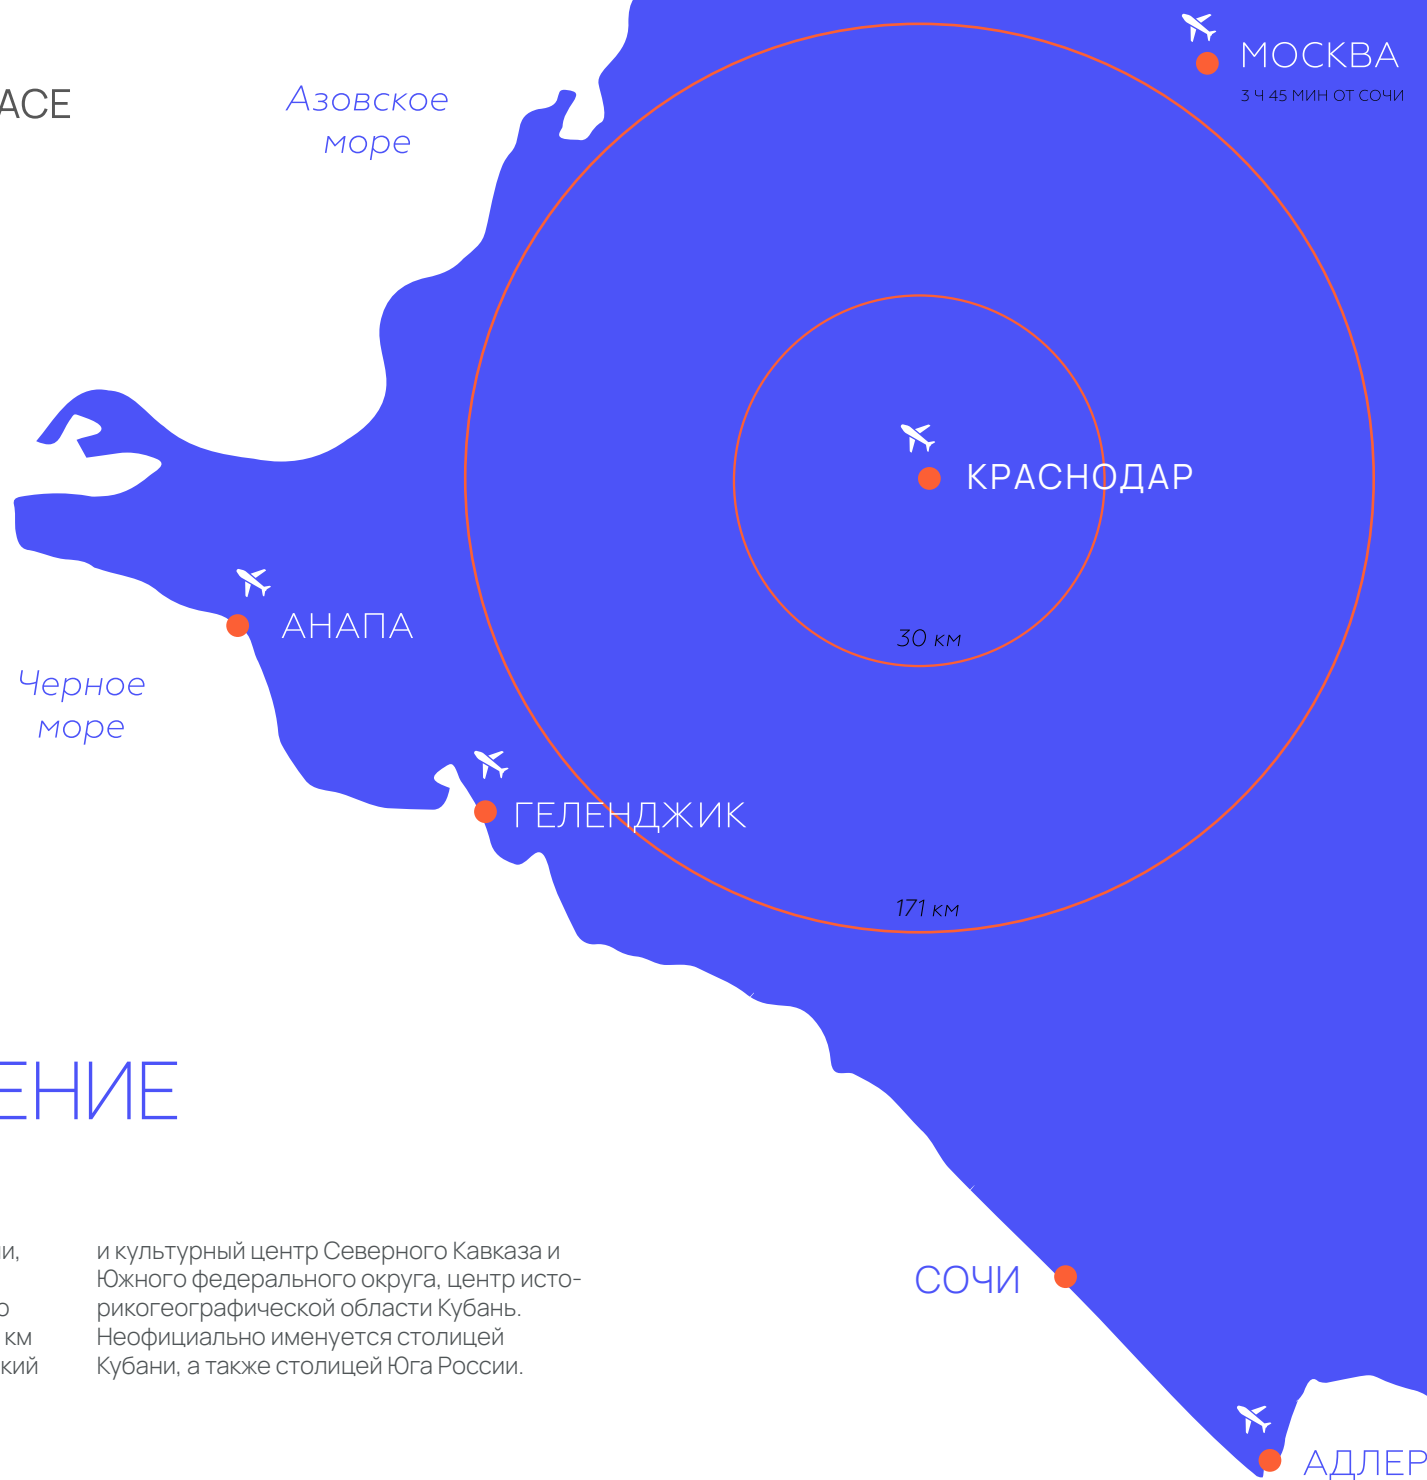 АСЕ
Азовское
море
МОСКВА
3 Ч 45 МИН ОТ СОЧИ
КРАСНОДАР
30 км
АНАПА
Черное
море
ГЕЛЕНДЖИК
171 км
ЕНИЕ
и,
о
км
кий
и культурный центр Северного Кавказа и
Южного федерального округа, центр исто-
рикогеографической области Кубань.
Неофициально именуется столицей
Кубани, а также столицей Юга России.
СОЧИ
АДЛЕР